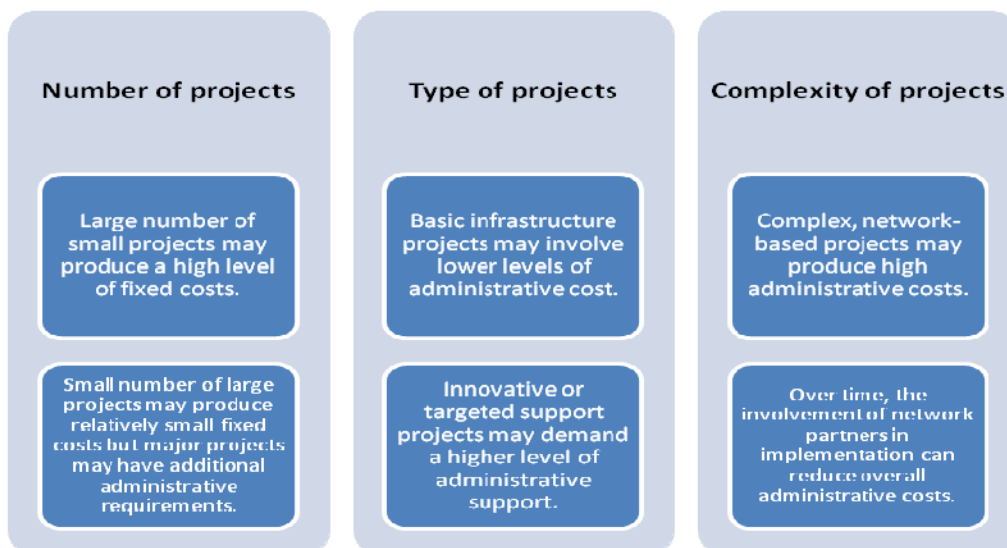 Number of projects
Large number of
small projects may
produce a high level
of fixed costs.
Small number of large
projects may produce
relatively small fixed
costs but major projects
may have additional
administrative
requirements.
Type of projects
Basic infrastructure
projects may involve
lower levels of
administrative cost.
Innovative or
targeted support
projects may demand
a higher level of
administrative
support.
Complexity of projects
Complex, network-
based projects may
produce high
administrative costs.
Over time, the
involvement of network
partners in
implementation can
reduce overall
administrative costs.